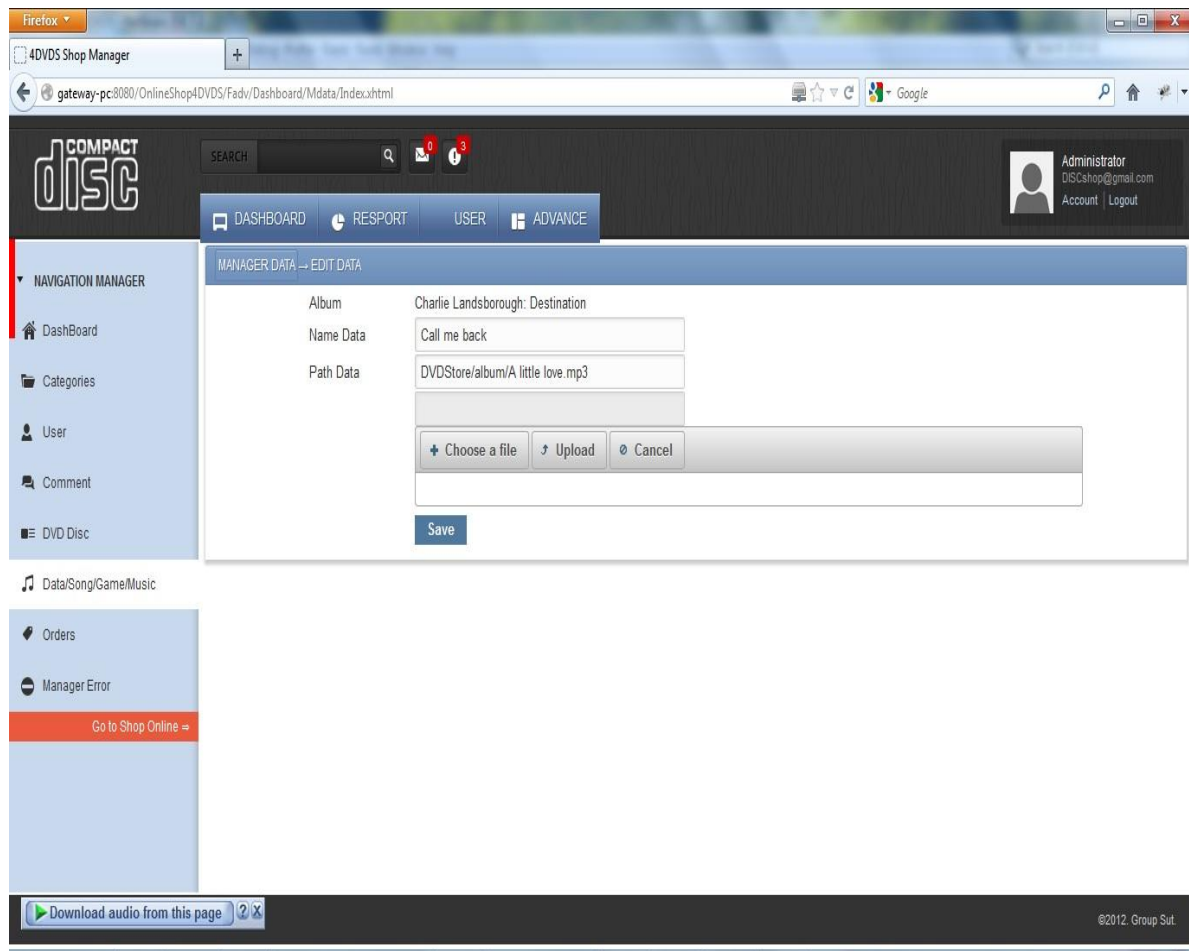 Firefox
4DVDS Shop Manager
gateway-pc:8080/OnlineShop4DVDS/Fadv/Dashboard/Mdata/Index.xhtml
Google
COMPACT
disc
SEARCH
0
3
Administrator
DISCshop@gmail.com
Account | Logout
DASHBOARD
RESPORT
USER
ADVANCE
NAVIGATION MANAGER
DashBoard
Categories
User
Comment
DVD Disc
Data/Song/Game/Music
Orders
Manager Error
Go to Shop Online ⇒
MANAGER DATA → EDIT DATA
Album Charlie Landsborough: Destination
Name Data Call me back
Path Data DVDStore/album/A little love.mp3
Choose a file Upload Cancel
Save
Download audio from this page ? X
©2012. Group Sut.